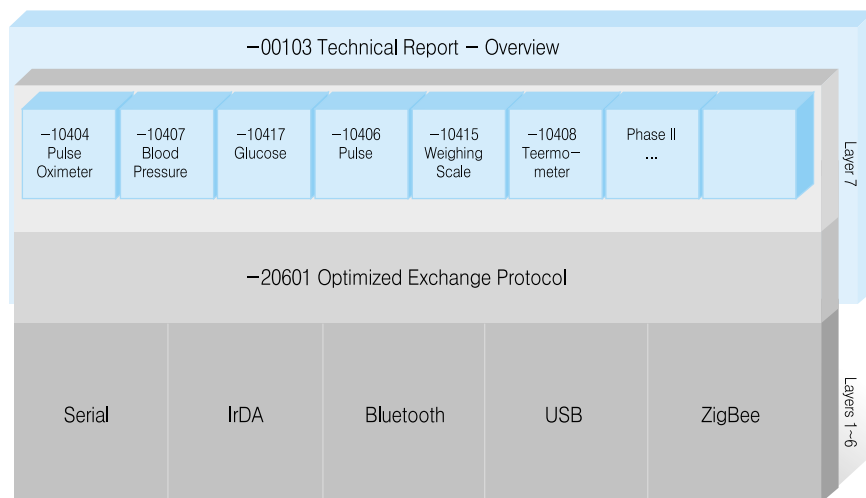 −00103 Technical Report − Overview
−10404
Pulse
Oximeter
−10407
Blood
Pressure
−10417
Glucose
−10406
Pulse
−10415
Weighing
Scale
−10408
Teermo−
meter
Phase II
...
Layer 7
−20601 Optimized Exchange Protocol
Serial
IrDA
Bluetooth
USB
ZigBee
Layers 1~6